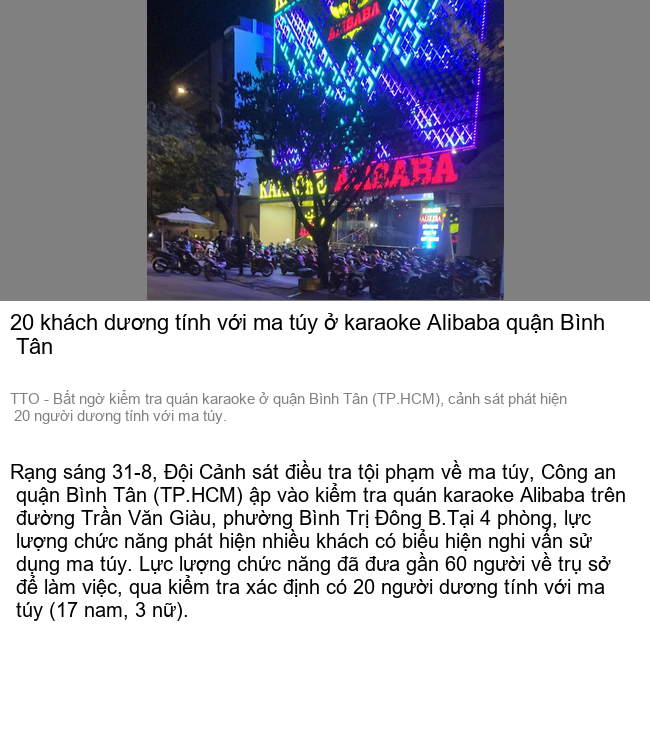 ALIBABA
KARAOKE ALIBABA
20 khách dương tính với ma túy ở karaoke Alibaba quận Bình
Tân
TTO - Bất ngờ kiểm tra quán karaoke ở quận Bình Tân (TP.HCM), cảnh sát phát hiện
20 người dương tính với ma túy.
Rạng sáng 31-8, Đội Cảnh sát điều tra tội phạm về ma túy, Công an
quận Bình Tân (TP.HCM) ập vào kiểm tra quán karaoke Alibaba trên
đường Trần Văn Giàu, phường Bình Trị Đông B.Tại 4 phòng, lực
lượng chức năng phát hiện nhiều khách có biểu hiện nghi vấn sử
dụng ma túy. Lực lượng chức năng đã đưa gần 60 người về trụ sở
để làm việc, qua kiểm tra xác định có 20 người dương tính với ma
túy (17 nam, 3 nữ).